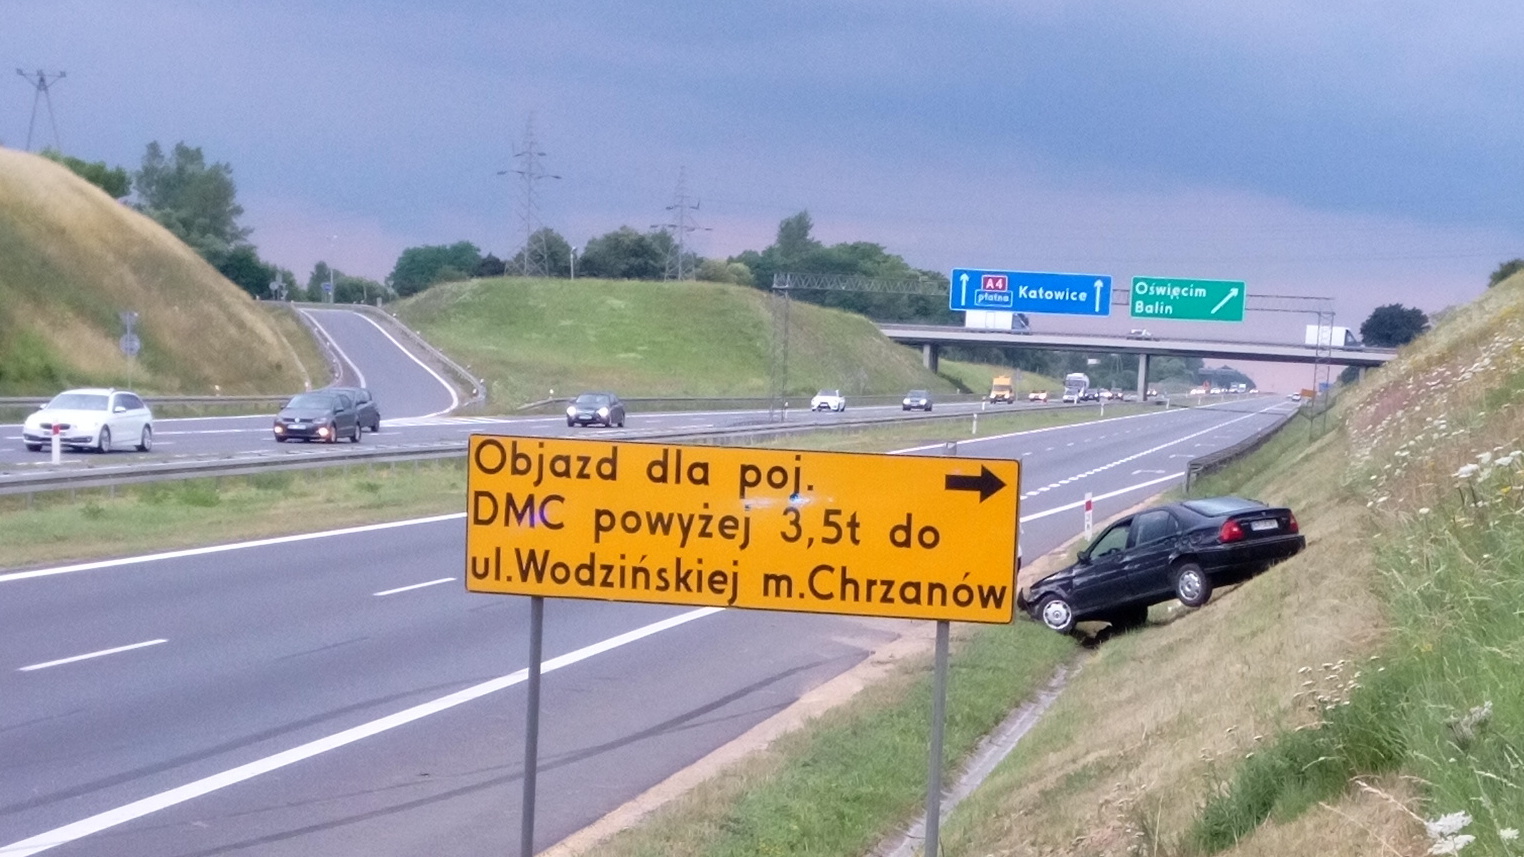 A4
płatna
Katowice
Oświęcim
Balin
Objazd dla poj.
DMC powyżej 3,5t do
ul.Wodzińskiej m.Chrzanów